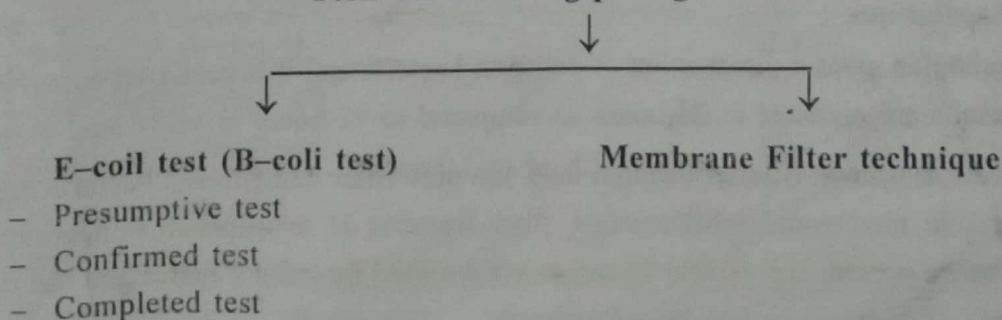 E–coil test (B–coli test)
Membrane Filter technique
– Presumptive test
– Confirmed test
– Completed test